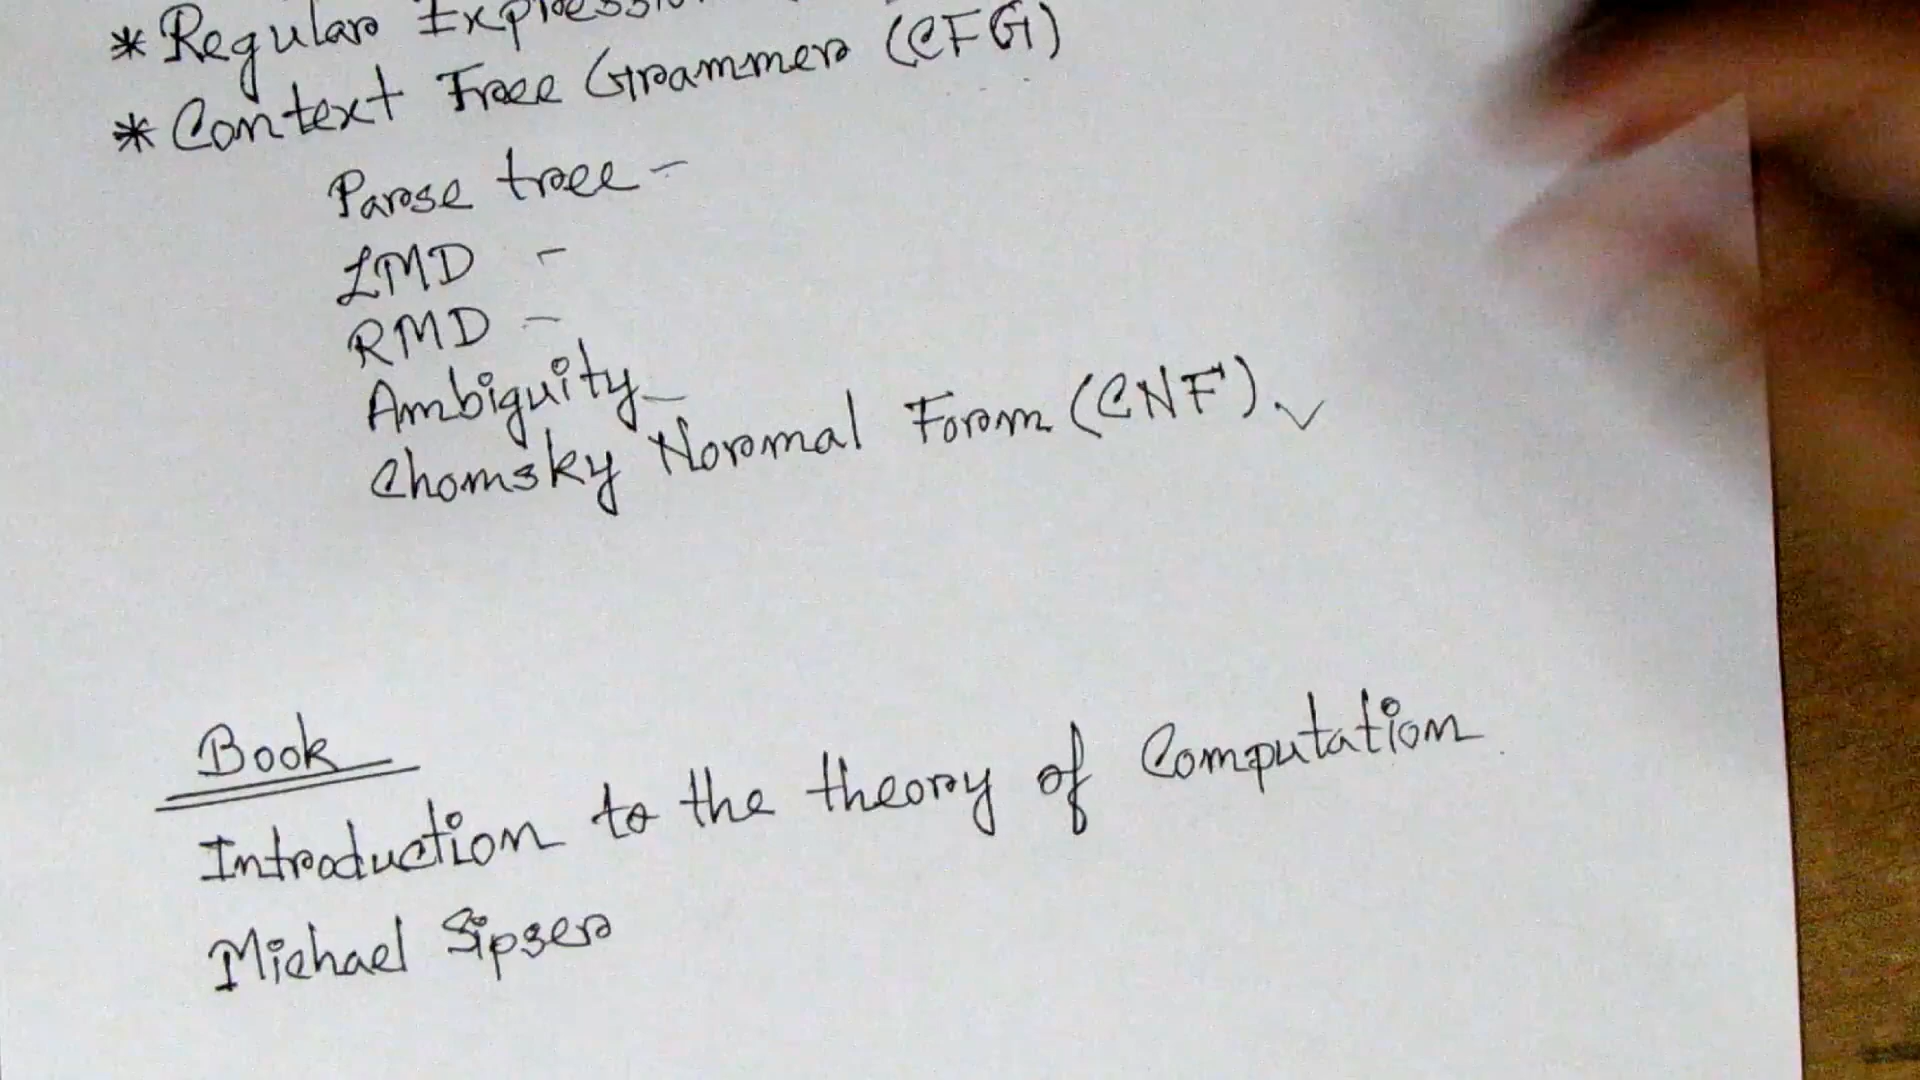 * Regular Expression
* Context Free Grammer (CFG)
Parse tree -
LMD -
RMD -
Ambiguity -
Chomsky Normal Form (CNF). ✓
Book
Introduction to the theory of Computation
Michael Sipser